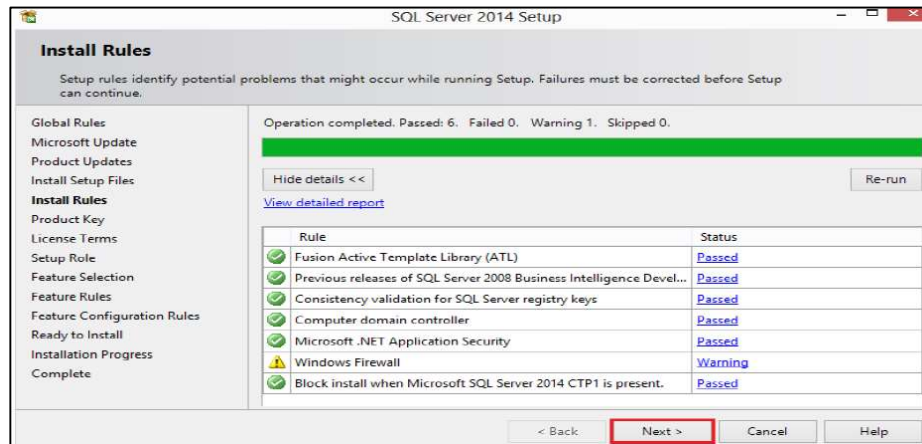 SQL Server 2014 Setup
Install Rules
Setup rules identify potential problems that might occur while running Setup. Failures must be corrected before Setup
can continue.
Global Rules
Microsoft Update
Product Updates
Install Setup Files
Install Rules
Product Key
License Terms
Setup Role
Feature Selection
Feature Rules
Feature Configuration Rules
Ready to Install
Installation Progress
Complete
Operation completed. Passed: 6. Failed 0. Warning 1. Skipped 0.
Hide details <<
Re-run
View detailed report
Rule Status
Fusion Active Template Library (ATL) Passed
Previous releases of SQL Server 2008 Business Intelligence Devel... Passed
Consistency validation for SQL Server registry keys Passed
Computer domain controller Passed
Microsoft .NET Application Security Passed
Windows Firewall Warning
Block install when Microsoft SQL Server 2014 CTP1 is present. Passed
< Back Next > Cancel Help